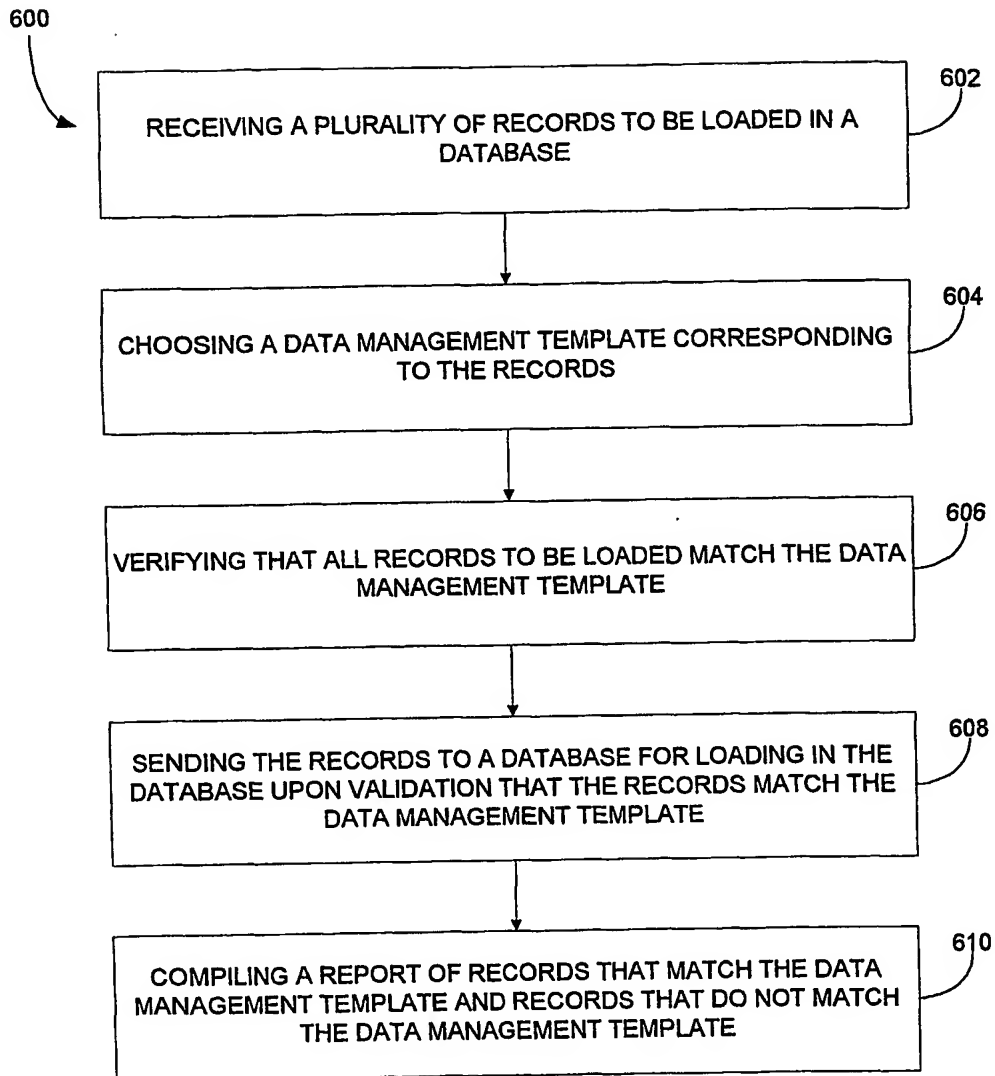 600
602
RECEIVING A PLURALITY OF RECORDS TO BE LOADED IN A
DATABASE
604
CHOOSING A DATA MANAGEMENT TEMPLATE CORRESPONDING
TO THE RECORDS
606
VERIFYING THAT ALL RECORDS TO BE LOADED MATCH THE DATA
MANAGEMENT TEMPLATE
608
SENDING THE RECORDS TO A DATABASE FOR LOADING IN THE
DATABASE UPON VALIDATION THAT THE RECORDS MATCH THE
DATA MANAGEMENT TEMPLATE
610
COMPILING A REPORT OF RECORDS THAT MATCH THE DATA
MANAGEMENT TEMPLATE AND RECORDS THAT DO NOT MATCH
THE DATA MANAGEMENT TEMPLATE